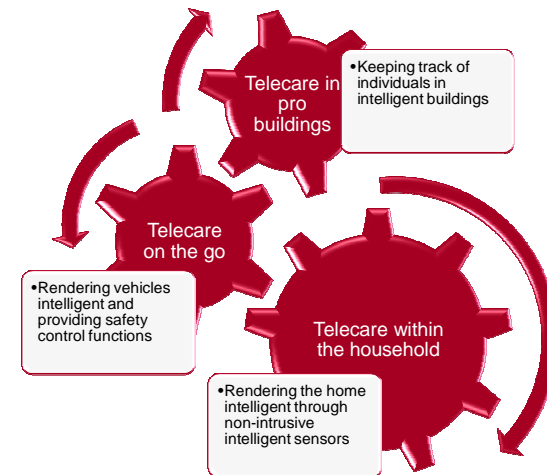 Telecare in
pro
buildings
•Keeping track of
individuals in
intelligent buildings
Telecare
on the go
•Rendering vehicles
intelligent and
providing safety
control functions
Telecare within
the household
•Rendering the home
intelligent through
non-intrusive
intelligent sensors